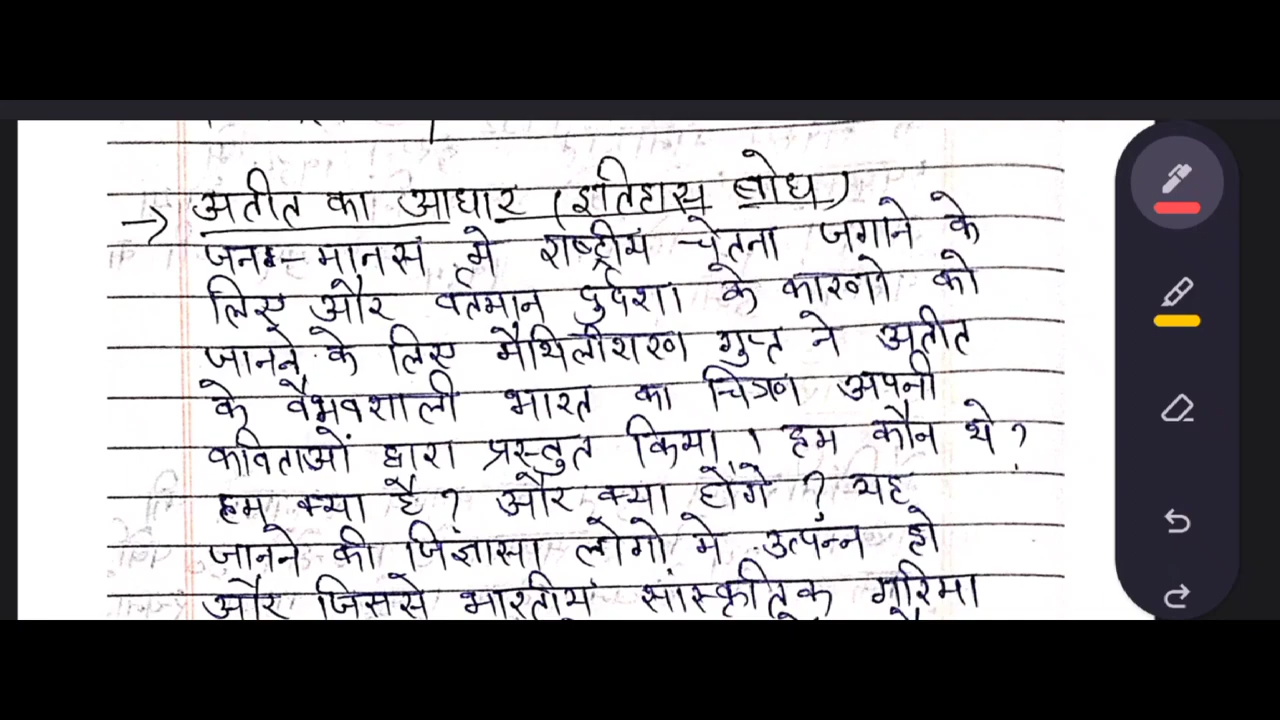 → अतीत का आधार (इतिहास बोध)
जन-मानस में राष्ट्रीय चेतना जगाने के
लिए और वर्तमान दुर्दशा के कारणो को
जानने के लिए मैथिलीशरण गुप्त ने अतीत
के वैभवशाली भारत का चित्रण अपनी
कविताओं द्वारा प्रस्तुत किया । हम कौन थे ?
हम क्या है ? और क्या होंगे ? यह
जानने की जिज्ञासा लोगो मे उत्पन्न हो
और जिससे भारतीय सांस्कृतिक गरिमा